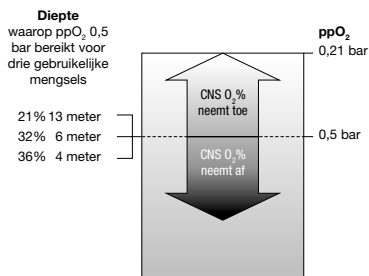 Diepte
waarop ppO₂ 0,5
bar bereikt voor
drie gebruikelijke
mengsels
21% 13 meter
32% 6 meter
36% 4 meter
CNS O₂%
neemt toe
CNS O₂%
neemt af
ppO₂
0,21 bar
0,5 bar